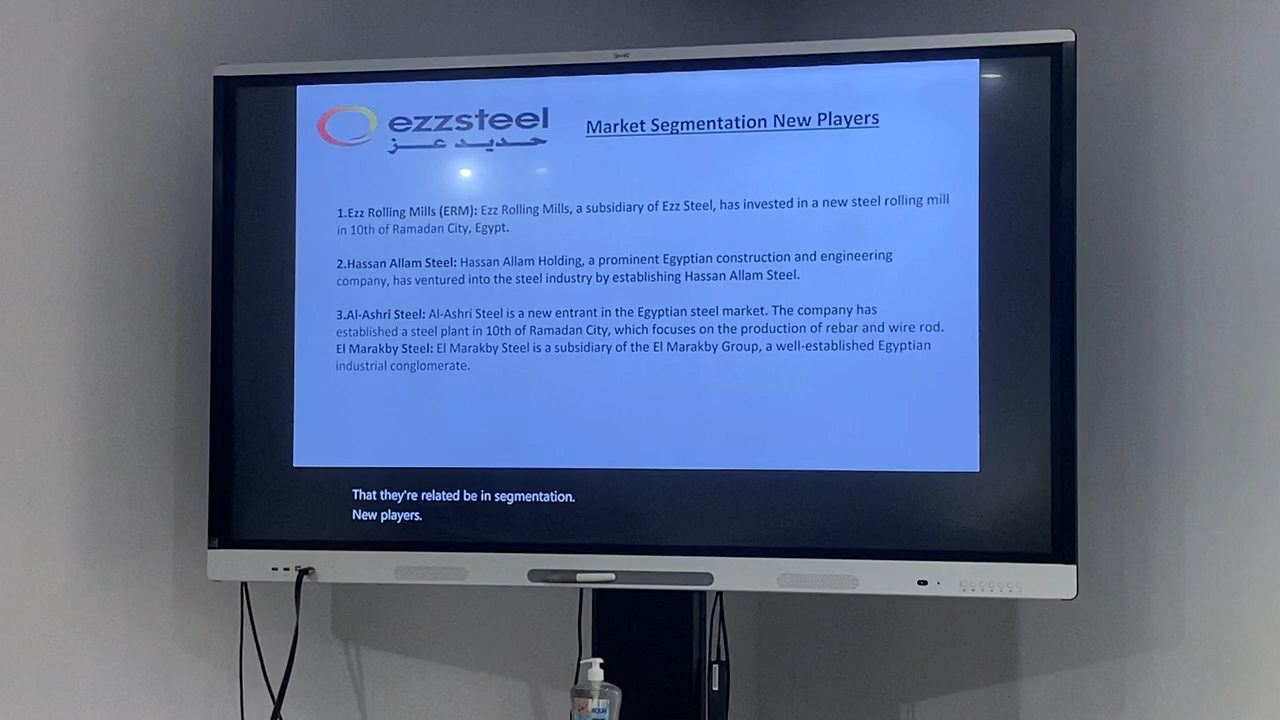 ezzsteel
حديد عز
Market Segmentation New Players
1.Ezz Rolling Mills (ERM): Ezz Rolling Mills, a subsidiary of Ezz Steel, has invested in a new steel rolling mill
in 10th of Ramadan City, Egypt.
2.Hassan Allam Steel: Hassan Allam Holding, a prominent Egyptian construction and engineering
company, has ventured into the steel industry by establishing Hassan Allam Steel.
3.Al-Ashri Steel: Al-Ashri Steel is a new entrant in the Egyptian steel market. The company has
established a steel plant in 10th of Ramadan City, which focuses on the production of rebar and wire rod.
El Marakby Steel: El Marakby Steel is a subsidiary of the El Marakby Group, a well-established Egyptian
industrial conglomerate.
That they're related be in segmentation.
New players.